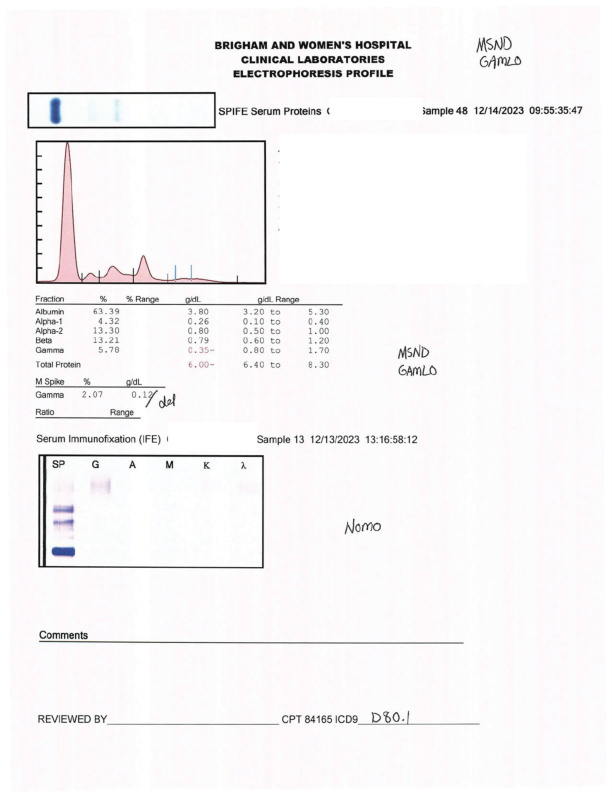 BRIGHAM AND WOMEN'S HOSPITAL
CLINICAL LABORATORIES
ELECTROPHORESIS PROFILE
MSND
GAMLO
SPIFE Serum Proteins ( Sample 48 12/14/2023 09:55:35:47
Fraction % % Range g/dL g/dL Range
Albumin 63.39 3.80 3.20 to 5.30
Alpha-1 4.32 0.26 0.10 to 0.40
Alpha-2 13.30 0.80 0.50 to 1.00
Beta 13.21 0.79 0.60 to 1.20
Gamma 5.78 0.35- 0.80 to 1.70
Total Protein 6.00- 6.40 to 8.30
MSND
GAMLO
M Spike % g/dL
Gamma 2.07 0.12 / del
Ratio Range
Serum Immunofixation (IFE) ( Sample 13 12/13/2023 13:16:58:12
SP G A M K λ
Nomo
Comments
REVIEWED BY CPT 84165 ICD9 D80.1